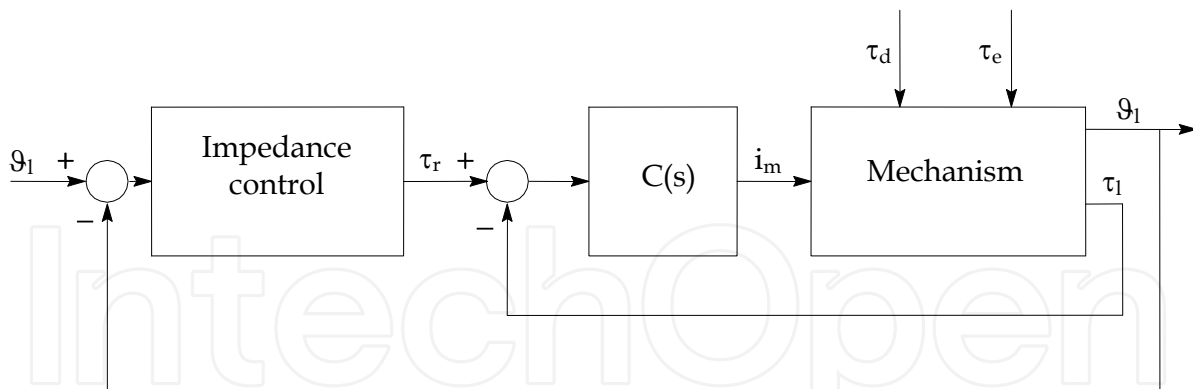 τd
τe
ϑl
+
−
Impedance
control
τr
+
−
C(s)
im
Mechanism
ϑl
τl
IntechOpen